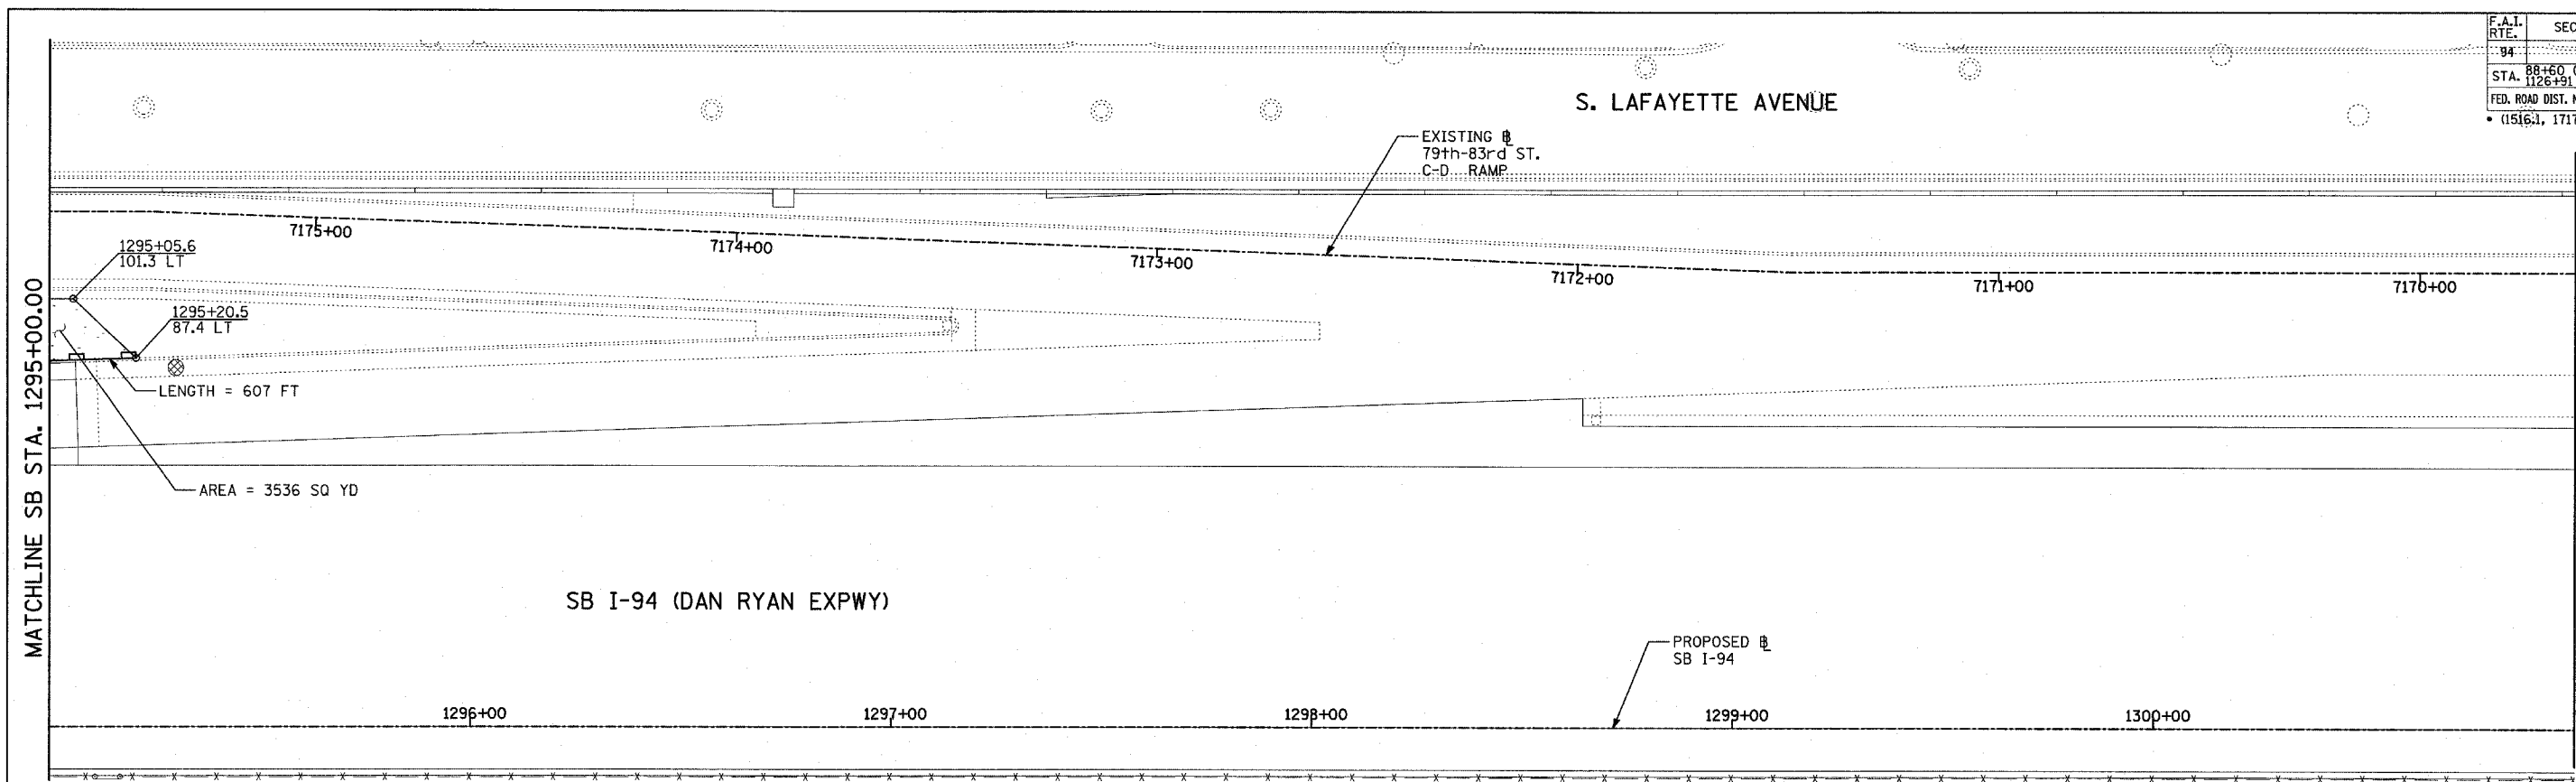 F.A.I.
RTE.
94
STA. 88+60
1126+91
FED. ROAD DIST.
S. LAFAYETTE AVENUE
EXISTING ℄
79th-83rd ST.
C-D RAMP
7175+00
7174+00
7173+00
7172+00
7171+00
7170+00
1295+05.6
101.3 LT
1295+20.5
87.4 LT
LENGTH = 607 FT
AREA = 3536 SQ YD
MATCHLINE SB STA. 1295+00.00
SB I-94 (DAN RYAN EXPWY)
PROPOSED ℄
SB I-94
1296+00
1297+00
1298+00
1299+00
1300+00